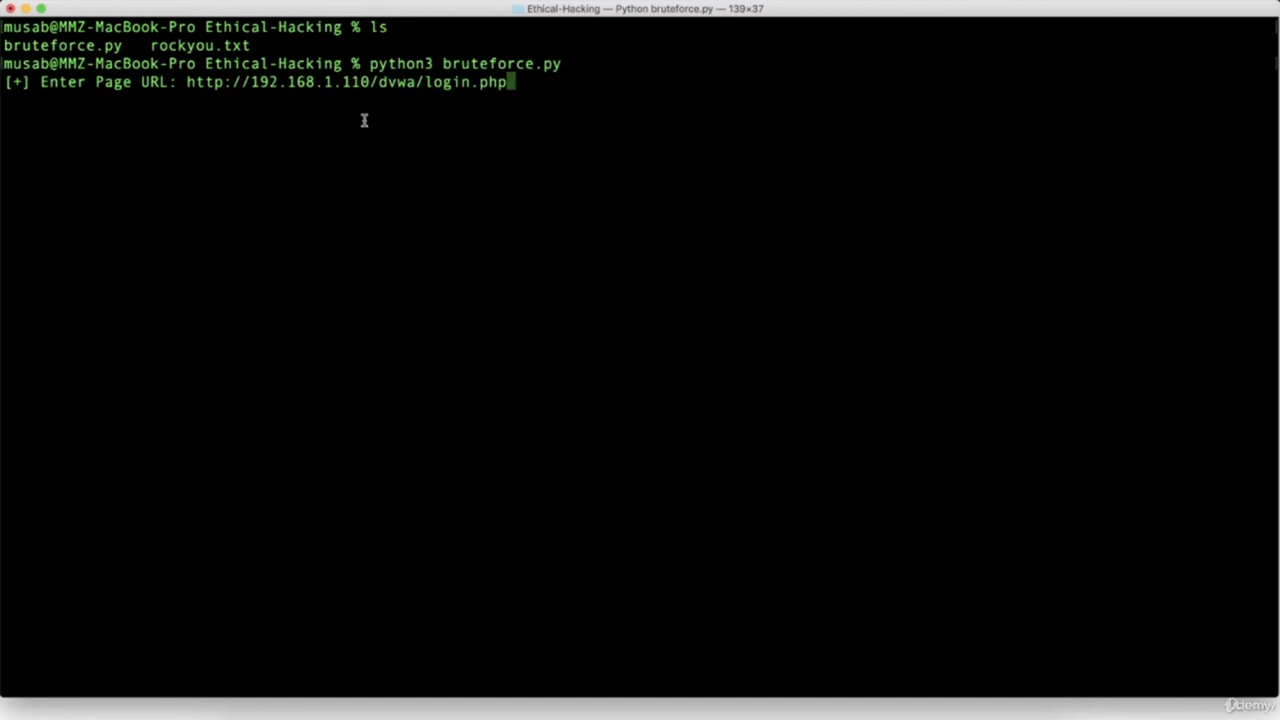 Ethical-Hacking — Python bruteforce.py — 139×37
musab@MMZ-MacBook-Pro Ethical-Hacking % ls
bruteforce.py rockyou.txt
musab@MMZ-MacBook-Pro Ethical-Hacking % python3 bruteforce.py
[+] Enter Page URL: http://192.168.1.110/dvwa/login.php
ûdemy